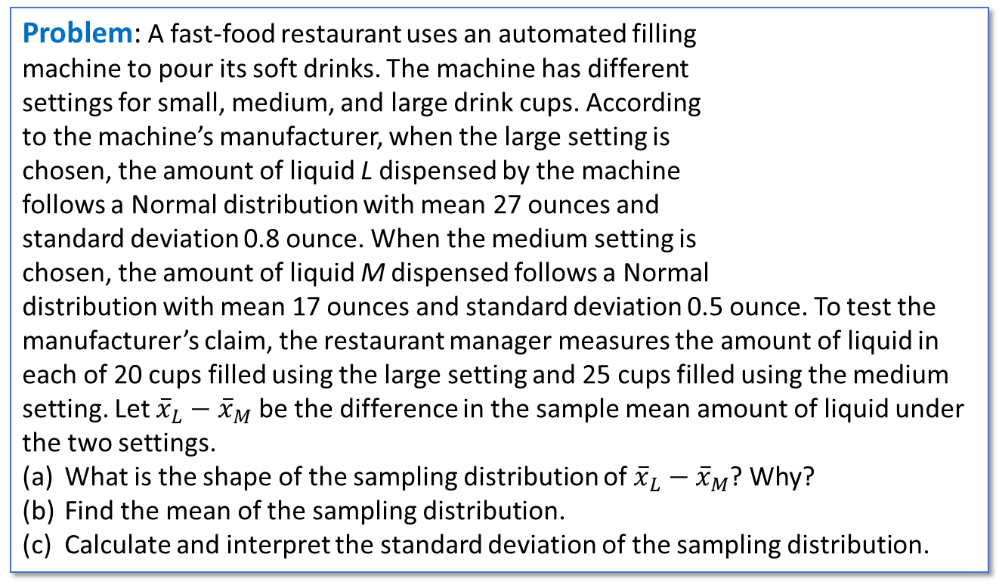 Problem: A fast-food restaurant uses an automated filling
machine to pour its soft drinks. The machine has different
settings for small, medium, and large drink cups. According
to the machine’s manufacturer, when the large setting is
chosen, the amount of liquid L dispensed by the machine
follows a Normal distribution with mean 27 ounces and
standard deviation 0.8 ounce. When the medium setting is
chosen, the amount of liquid M dispensed follows a Normal
distribution with mean 17 ounces and standard deviation 0.5 ounce. To test the
manufacturer’s claim, the restaurant manager measures the amount of liquid in
each of 20 cups filled using the large setting and 25 cups filled using the medium
setting. Let x̄_L − x̄_M be the difference in the sample mean amount of liquid under
the two settings.
(a) What is the shape of the sampling distribution of x̄_L − x̄_M? Why?
(b) Find the mean of the sampling distribution.
(c) Calculate and interpret the standard deviation of the sampling distribution.